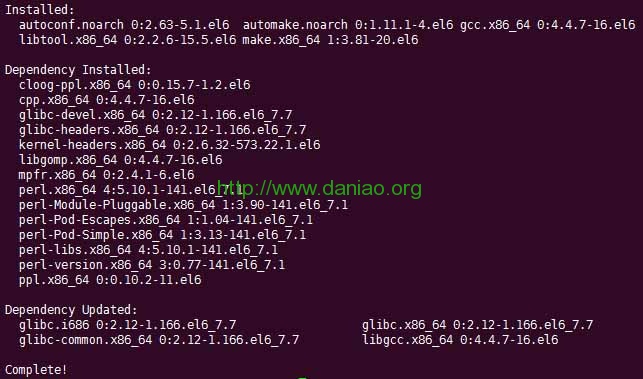 Installed:
autoconf.noarch 0:2.63-5.1.el6 automake.noarch 0:1.11.1-4.el6 gcc.x86_64 0:4.4.7-16.el6
libtool.x86_64 0:2.2.6-15.5.el6 make.x86_64 1:3.81-20.el6
Dependency Installed:
cloog-ppl.x86_64 0:0.15.7-1.2.el6
cpp.x86_64 0:4.4.7-16.el6
glibc-devel.x86_64 0:2.12-1.166.el6_7.7
glibc-headers.x86_64 0:2.12-1.166.el6_7.7
kernel-headers.x86_64 0:2.6.32-573.22.1.el6
libgomp.x86_64 0:4.4.7-16.el6
mpfr.x86_64 0:2.4.1-6.el6
perl.x86_64 4:5.10.1-141.el6_7.1
http://www.daniao.org
perl-Module-Pluggable.x86_64 1:3.90-141.el6_7.1
perl-Pod-Escapes.x86_64 1:1.04-141.el6_7.1
perl-Pod-Simple.x86_64 1:3.13-141.el6_7.1
perl-libs.x86_64 4:5.10.1-141.el6_7.1
perl-version.x86_64 3:0.77-141.el6_7.1
ppl.x86_64 0:0.10.2-11.el6
Dependency Updated:
glibc.i686 0:2.12-1.166.el6_7.7 glibc.x86_64 0:2.12-1.166.el6_7.7
glibc-common.x86_64 0:2.12-1.166.el6_7.7 libgcc.x86_64 0:4.4.7-16.el6
Complete!